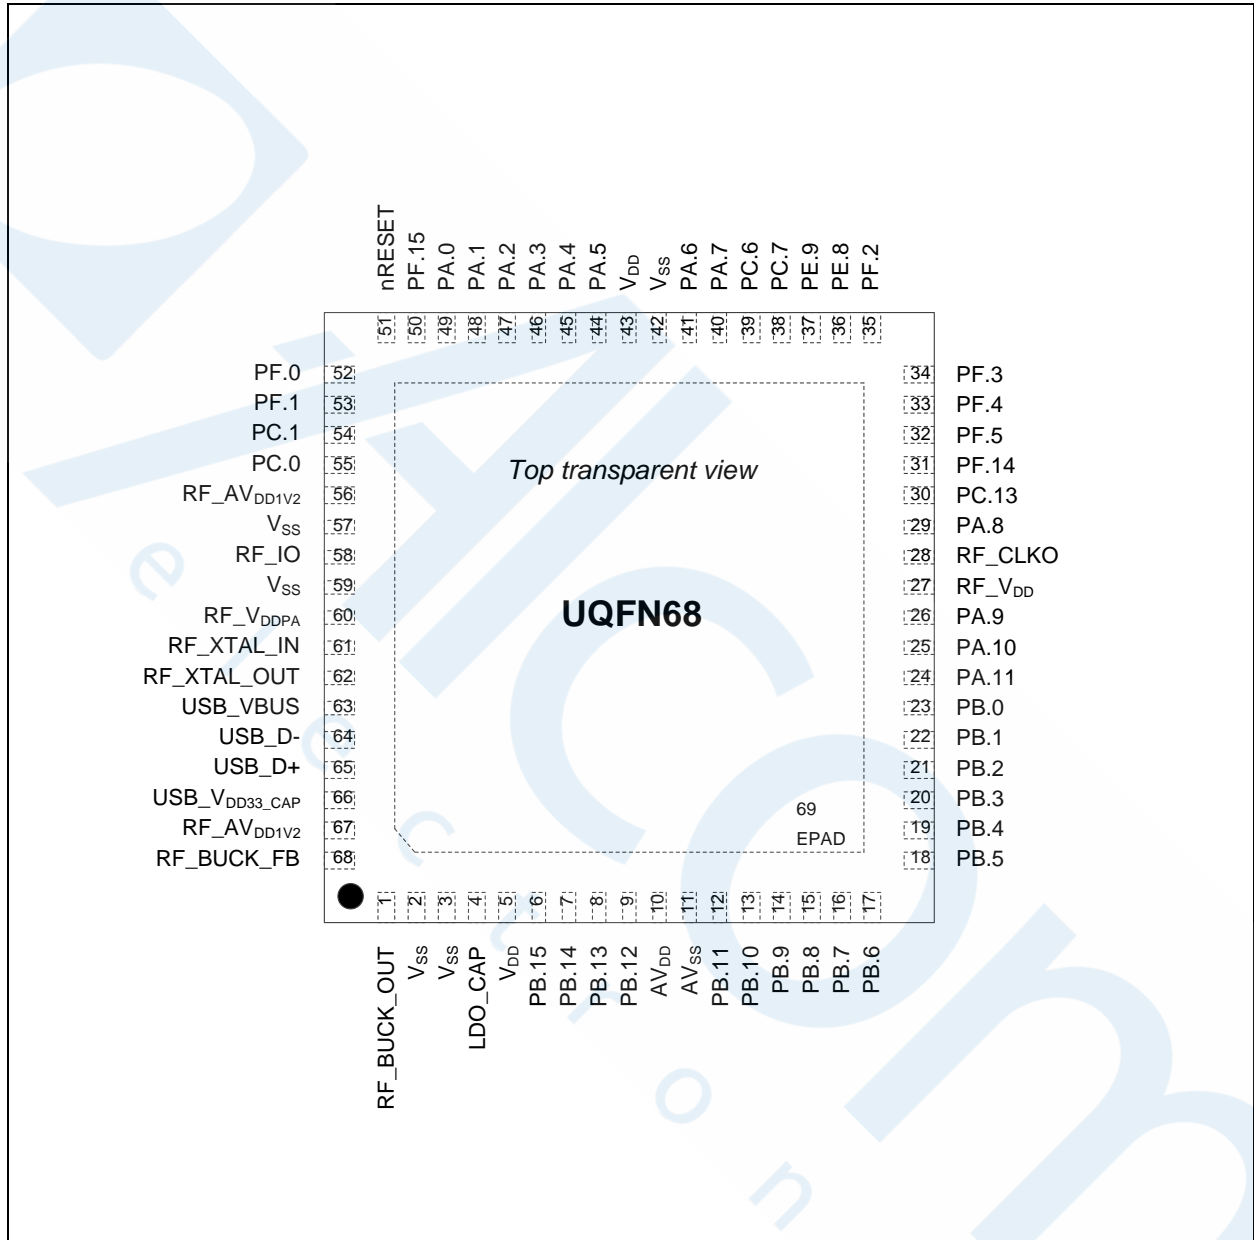 nRESET
PF.15
PA.0
PA.1
PA.2
PA.3
PA.4
PA.5
VDD
VSS
PA.6
PA.7
PC.6
PC.7
PE.9
PE.8
PF.2
51
50
49
48
47
46
45
44
43
42
41
40
39
38
37
36
35
PF.0 52
PF.1 53
PC.1 54
PC.0 55
RF_AVDD1V2 56
VSS 57
RF_IO 58
VSS 59
RF_VDDPA 60
RF_XTAL_IN 61
RF_XTAL_OUT 62
USB_VBUS 63
USB_D- 64
USB_D+ 65
USB_VDD33_CAP 66
RF_AVDD1V2 67
RF_BUCK_FB 68
Top transparent view
UQFN68
69
EPAD
34 PF.3
33 PF.4
32 PF.5
31 PF.14
30 PC.13
29 PA.8
28 RF_CLKO
27 RF_VDD
26 PA.9
25 PA.10
24 PA.11
23 PB.0
22 PB.1
21 PB.2
20 PB.3
19 PB.4
18 PB.5
1
2
3
4
5
6
7
8
9
10
11
12
13
14
15
16
17
RF_BUCK_OUT
VSS
VSS
LDO_CAP
VDD
PB.15
PB.14
PB.13
PB.12
AVDD
AVSS
PB.11
PB.10
PB.9
PB.8
PB.7
PB.6